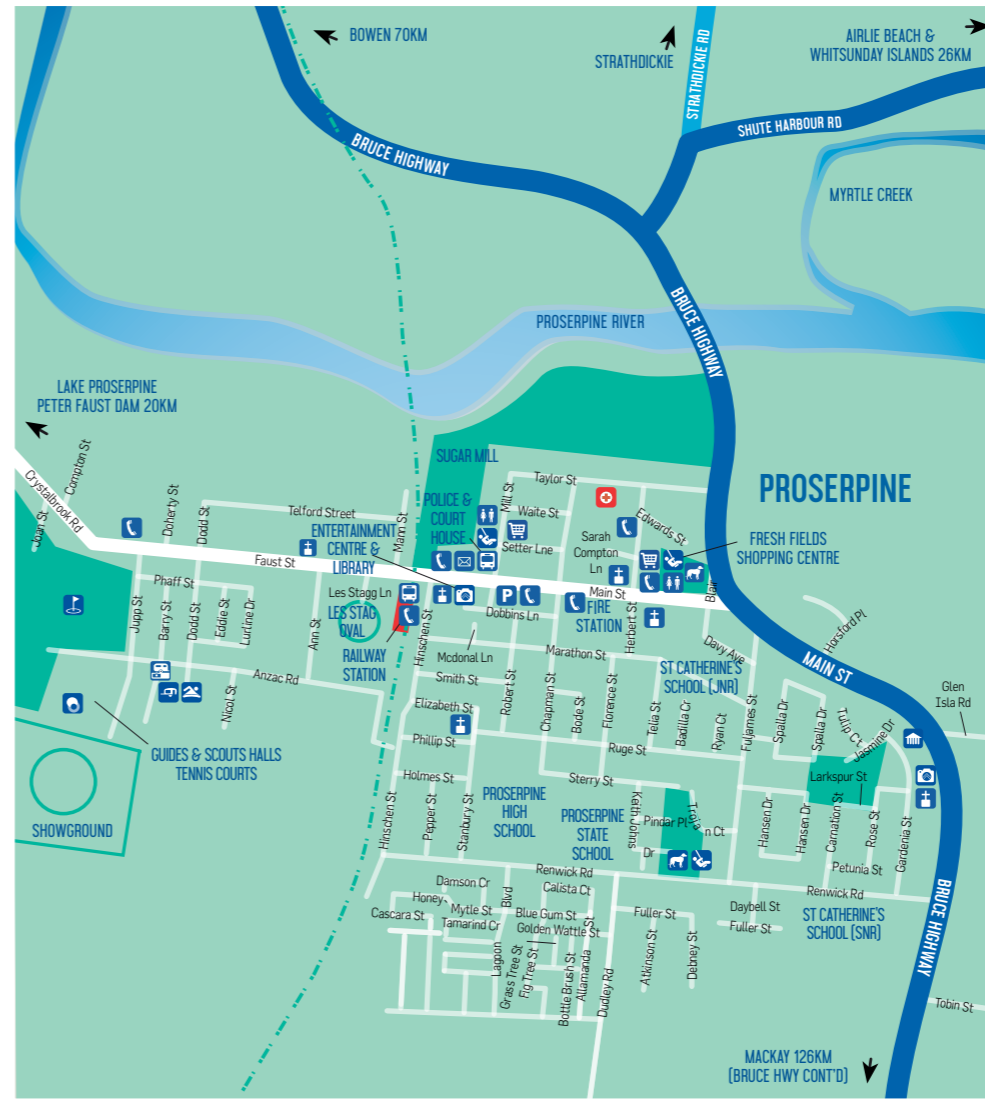 BOWEN 70KM
STRATHDICKIE
STRATHDICKIE RD
AIRLIE BEACH &
WHITSUNDAY ISLANDS 26KM
SHUTE HARBOUR RD
BRUCE HIGHWAY
MYRTLE CREEK
BRUCE HIGHWAY
PROSERPINE RIVER
LAKE PROSERPINE
PETER FAUST DAM 20KM
Crystalbrook Rd
Compton St
Joan St
SUGAR MILL
PROSERPINE
Taylor St
Mill St
Waite St
Setter Lne
Edwards St
Sarah
Compton
Ln
FRESH FIELDS
SHOPPING CENTRE
Doherty St
Dodd St
Telford Street
Mann St
POLICE &
COURT
HOUSE
ENTERTAINMENT
CENTRE &
LIBRARY
Faust St
Les Stagg Ln
LES STAG
OVAL
RAILWAY
STATION
P
Main St
Dobbins Ln
FIRE
STATION
Herbert St
Blair
Phaff St
Jupp St
Barry St
Dodd St
Eddie St
Lurline Dr
Ann St
Hinschen St
Mcdonal Ln
Marathon St
Davy Ave
Horsford Pl
MAIN ST
ST CATHERINE'S
SCHOOL (JNR)
Smith St
Anzac Rd
Nicol St
Elizabeth St
Robert St
Chapman St
Bode St
Florence St
Telia St
Badilla Cr
Ryan Ct
Fuljames St
Spalla Dr
Spalla Dr
Tulip Ct
Jasmine Dr
Glen
Isla Rd
Phillip St
Ruge St
GUIDES & SCOUTS HALLS
TENNIS COURTS
SHOWGROUND
Holmes St
Sterry St
Larkspur St
Hinschen St
Pepper St
Stanbury St
PROSERPINE
HIGH
SCHOOL
PROSERPINE
STATE
SCHOOL
Keith Johns
Dr
Pindar Pl
Troja
n Ct
Hansen Dr
Hansen Dr
Carnation St
Rose St
Gardenia St
Petunia St
Renwick Rd
Renwick Rd
Damson Cr
Calista Ct
Honey
Blvd
Cascara St
Mytle St
Tamarind Cr
Blue Gum St
Golden Wattle St
St
Fuller St
Daybell St
Fuller St
ST CATHERINE'S
SCHOOL (SNR)
BRUCE HIGHWAY
Lagoon
Grass Tree St
Fig Tree St
Bottle Brush St
Allamanda
Dudley Rd
Atkinson St
Debney St
Tobin St
MACKAY 126KM
(BRUCE HWY CONT'D)